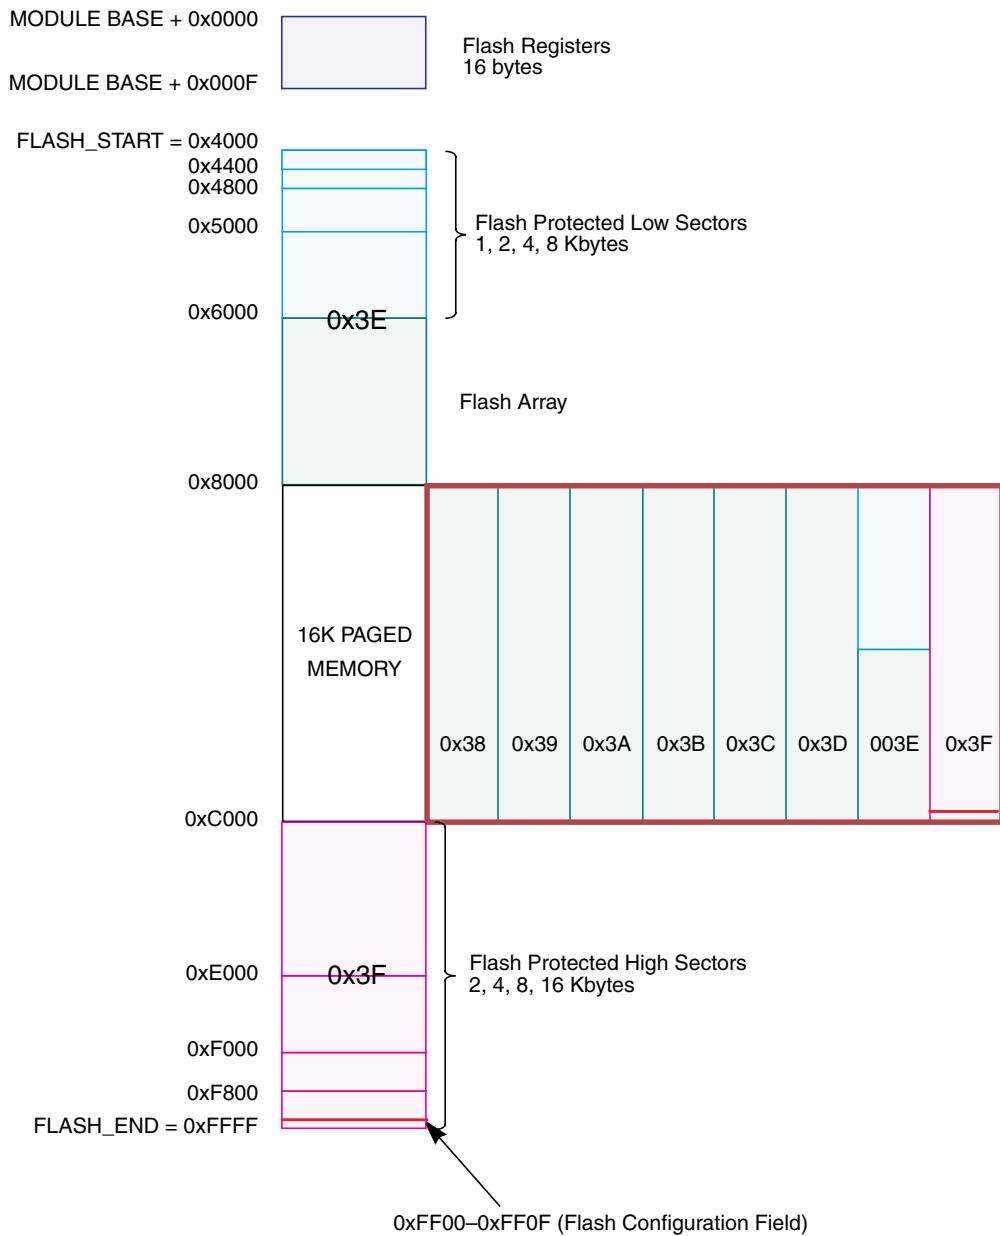 MODULE BASE + 0x0000
Flash Registers
16 bytes
MODULE BASE + 0x000F
FLASH_START = 0x4000
0x4400
0x4800
0x5000
Flash Protected Low Sectors
1, 2, 4, 8 Kbytes
0x6000
0x3E
Flash Array
0x8000
16K PAGED
MEMORY
0x38
0x39
0x3A
0x3B
0x3C
0x3D
003E
0x3F
0xC000
0xE000
0x3F
Flash Protected High Sectors
2, 4, 8, 16 Kbytes
0xF000
0xF800
FLASH_END = 0xFFFF
0xFF00–0xFF0F (Flash Configuration Field)